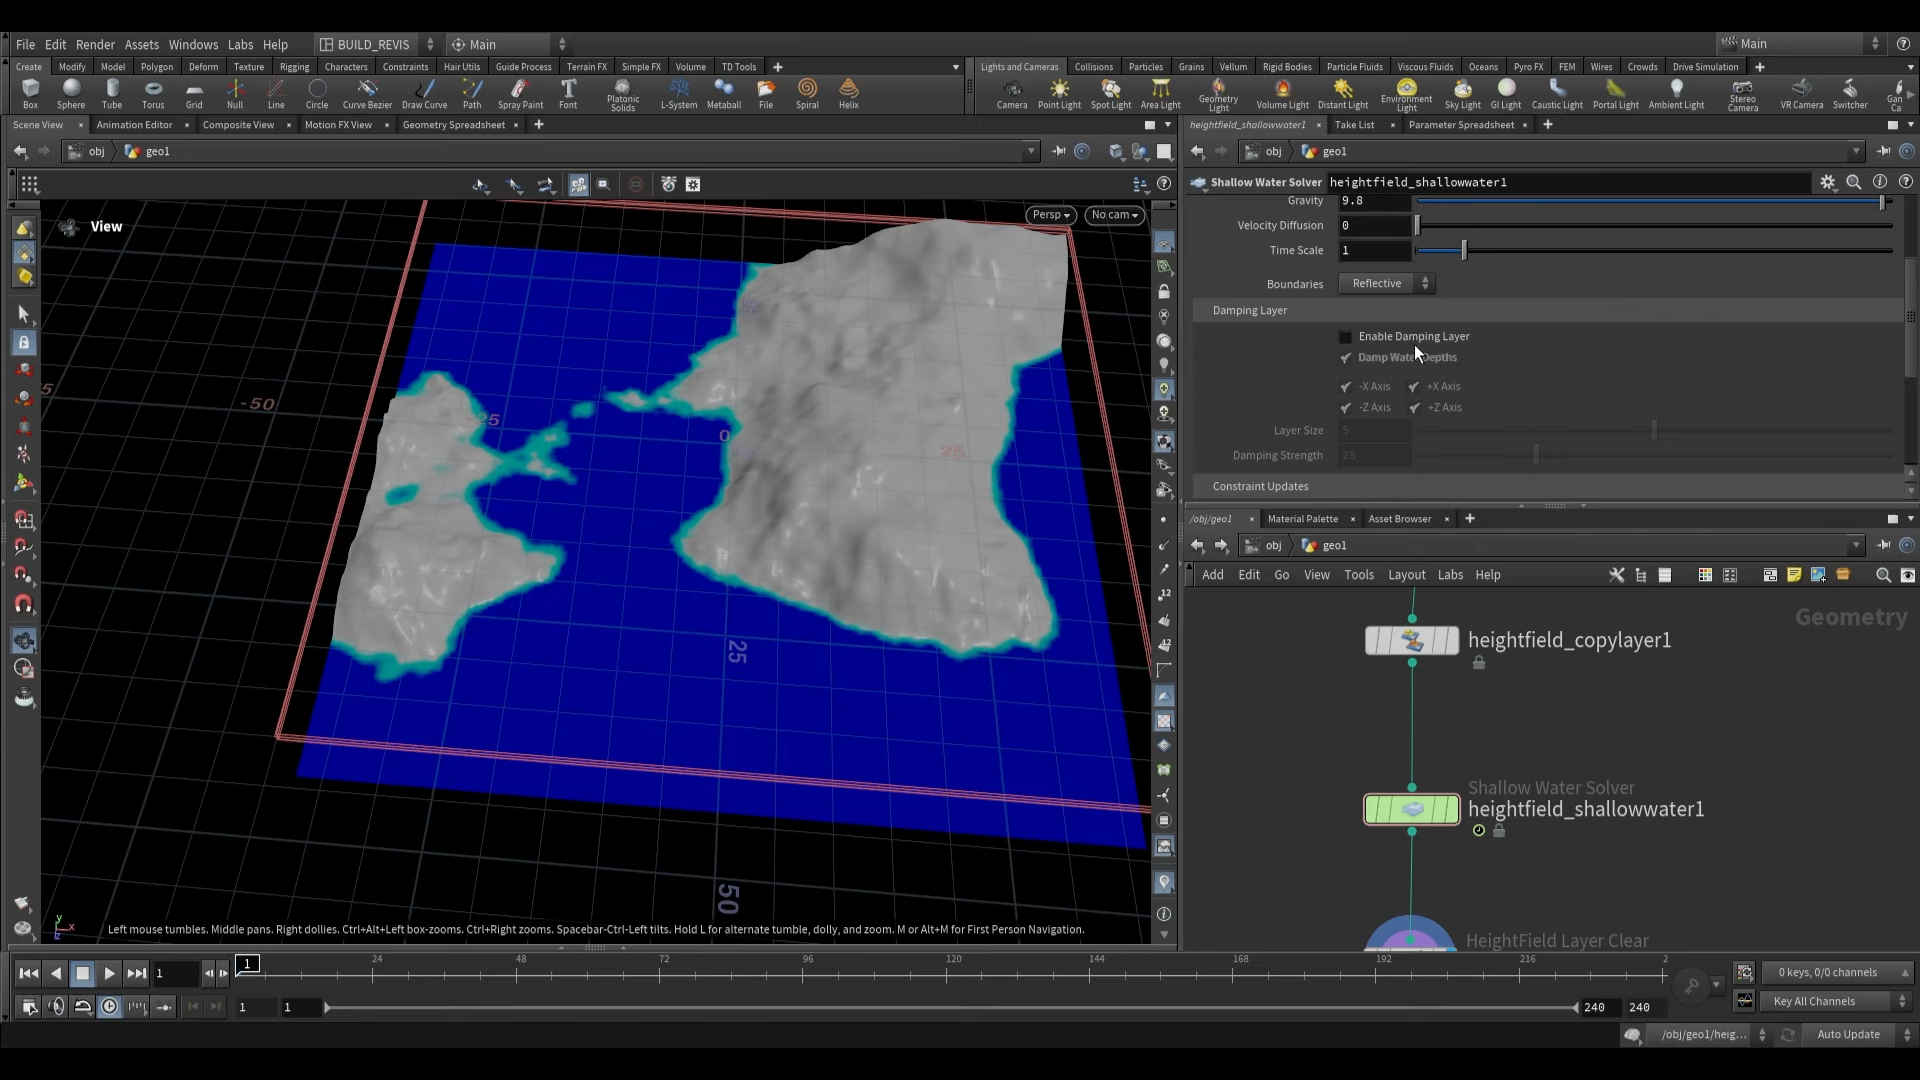 File Edit Render Assets Windows Labs Help BUILD_REVIS Main Main
Create Modify Model Polygon Deform Texture Rigging Characters Constraints Hair Utils Guide Process Terrain FX Simple FX Volume TD Tools
Lights and Cameras Collisions Particles Grains Vellum Rigid Bodies Particle Fluids Viscous Fluids Oceans Pyro FX FEM Wires Crowds Drive Simulation
Box Sphere Tube Torus Grid Null Line Circle Curve Bezier Draw Curve Path Spray Paint Font Platonic Solids L-System Metaball File Spiral Helix
Camera Point Light Spot Light Area Light Geometry Light Volume Light Distant Light Environment Light Sky Light GI Light Caustic Light Portal Light Ambient Light Stereo Camera VR Camera Switcher
Scene View Animation Editor Composite View Motion FX View Geometry Spreadsheet
heightfield_shallowwater1 Take List Parameter Spreadsheet
obj geo1
obj geo1
Shallow Water Solver heightfield_shallowwater1
View
Persp No cam
Gravity 9.8
Velocity Diffusion 0
Time Scale 1
Boundaries Reflective
Damping Layer
Enable Damping Layer
-X Axis +X Axis
-Z Axis +Z Axis
Layer Size 5
Damping Strength 25
Constraint Updates
-50
25
0
25
25
50
/obj/geo1 Material Palette Asset Browser
obj geo1
Add Edit Go View Tools Layout Labs Help
Geometry
heightfield_copylayer1
Shallow Water Solver
heightfield_shallowwater1
HeightField Layer Clear
Left mouse tumbles. Middle pans. Right dollies. Ctrl+Alt+Left box-zooms. Ctrl+Right zooms. Spacebar-Ctrl-Left tilts. Hold L for alternate tumble, dolly, and zoom. M or Alt+M for First Person Navigation.
1 1 24 48 72 96 120 144 168 192 216 2
0 keys, 0/0 channels
1 1 240 240 Key All Channels
/obj/geo1/heig... Auto Update